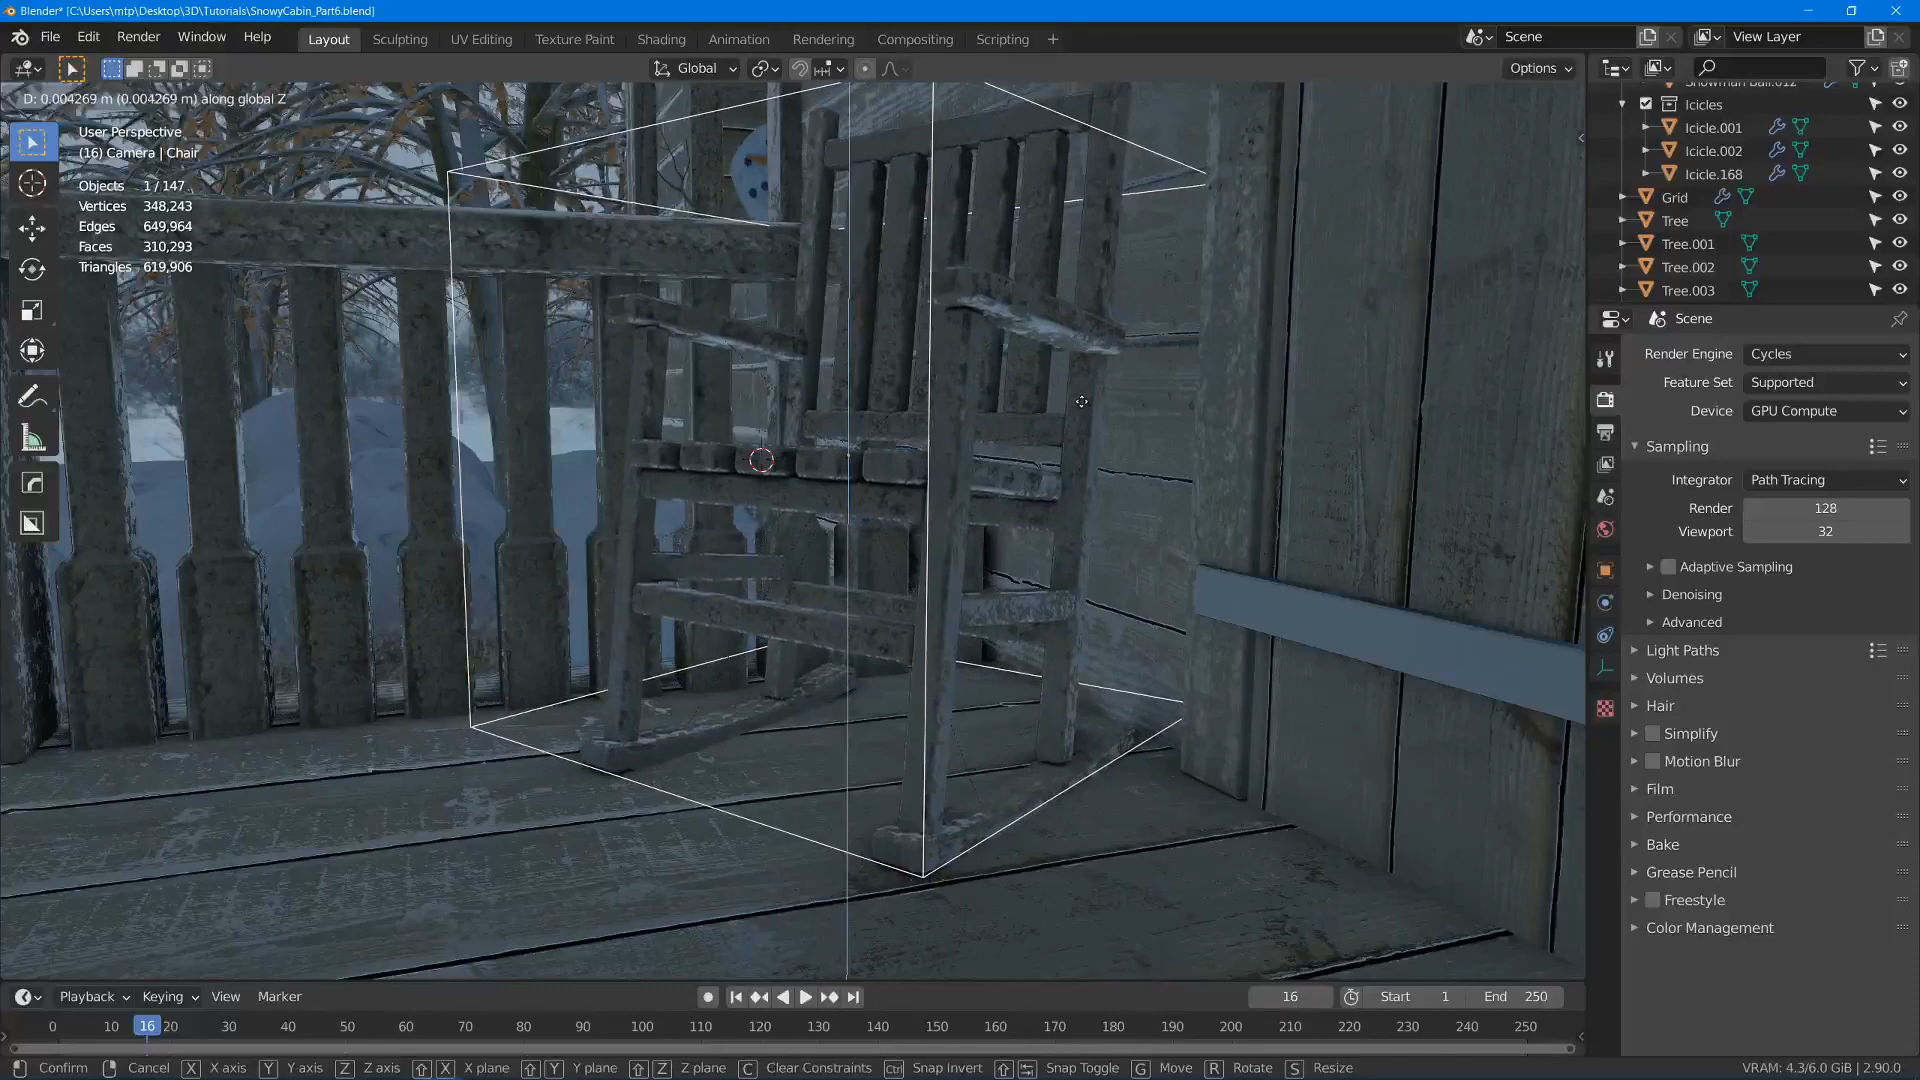 Blender* [C:\Users\mtp\Desktop\3D\Tutorials\SnowyCabin_Part6.blend]
File Edit Render Window Help Layout Sculpting UV Editing Texture Paint Shading Animation Rendering Compositing Scripting + Scene View Layer
Global Options
D: 0.004269 m (0.004269 m) along global Z
User Perspective
(16) Camera | Chair
Objects 1 / 147
Vertices 348,243
Edges 649,964
Faces 310,293
Triangles 619,906
Snowman Ball.012
Icicles
Icicle.001
Icicle.002
Icicle.168
Grid
Tree
Tree.001
Tree.002
Tree.003
Scene
Render Engine Cycles
Feature Set Supported
Device GPU Compute
Sampling
Integrator Path Tracing
Render 128
Viewport 32
Adaptive Sampling
Denoising
Advanced
Light Paths
Volumes
Hair
Simplify
Motion Blur
Film
Performance
Bake
Grease Pencil
Freestyle
Color Management
Playback Keying View Marker 16 Start 1 End 250
0 10 16 20 30 40 50 60 70 80 90 100 110 120 130 140 150 160 170 180 190 200 210 220 230 240 250
Confirm Cancel X X axis Y Y axis Z Z axis X X plane Y Y plane Z Z plane C Clear Constraints Ctrl Snap Invert Snap Toggle G Move R Rotate S Resize VRAM: 4.3/6.0 GiB | 2.90.0